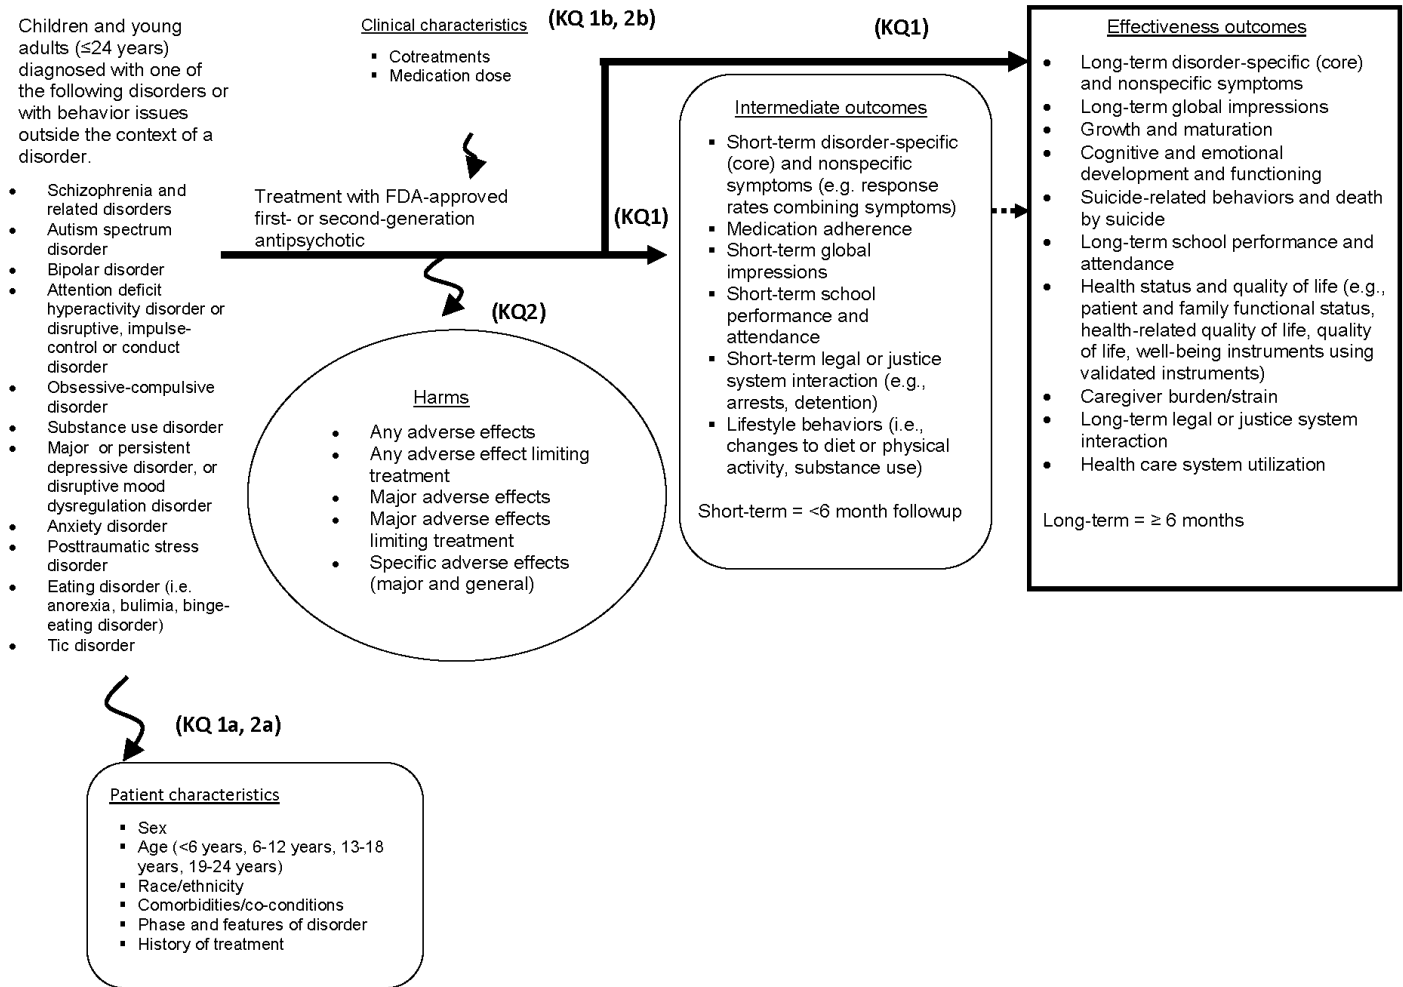 Children and young
adults (≤24 years)
diagnosed with one of
the following disorders or
with behavior issues
outside the context of a
disorder.
• Schizophrenia and
related disorders
• Autism spectrum
disorder
• Bipolar disorder
• Attention deficit
hyperactivity disorder or
disruptive, impulse-
control or conduct
disorder
• Obsessive-compulsive
disorder
• Substance use disorder
• Major or persistent
depressive disorder, or
disruptive mood
dysregulation disorder
• Anxiety disorder
• Posttraumatic stress
disorder
• Eating disorder (i.e.
anorexia, bulimia, binge-
eating disorder)
• Tic disorder
(KQ 1a, 2a)
Patient characteristics
▪ Sex
▪ Age (<6 years, 6-12 years, 13-18
years, 19-24 years)
▪ Race/ethnicity
▪ Comorbidities/co-conditions
▪ Phase and features of disorder
▪ History of treatment
Clinical characteristics
▪ Cotreatments
▪ Medication dose
(KQ 1b, 2b)
Treatment with FDA-approved
first- or second-generation
antipsychotic
(KQ1)
(KQ2)
Harms
• Any adverse effects
• Any adverse effect limiting
treatment
• Major adverse effects
• Major adverse effects
limiting treatment
• Specific adverse effects
(major and general)
(KQ1)
Intermediate outcomes
▪ Short-term disorder-specific
(core) and nonspecific
symptoms (e.g. response
rates combining symptoms)
▪ Medication adherence
▪ Short-term global
impressions
▪ Short-term school
performance and
attendance
▪ Short-term legal or justice
system interaction (e.g.,
arrests, detention)
▪ Lifestyle behaviors (i.e.,
changes to diet or physical
activity, substance use)
Short-term = <6 month followup
Effectiveness outcomes
• Long-term disorder-specific (core)
and nonspecific symptoms
• Long-term global impressions
• Growth and maturation
• Cognitive and emotional
development and functioning
• Suicide-related behaviors and death
by suicide
• Long-term school performance and
attendance
• Health status and quality of life (e.g.,
patient and family functional status,
health-related quality of life, quality
of life, well-being instruments using
validated instruments)
• Caregiver burden/strain
• Long-term legal or justice system
interaction
• Health care system utilization
Long-term = ≥ 6 months